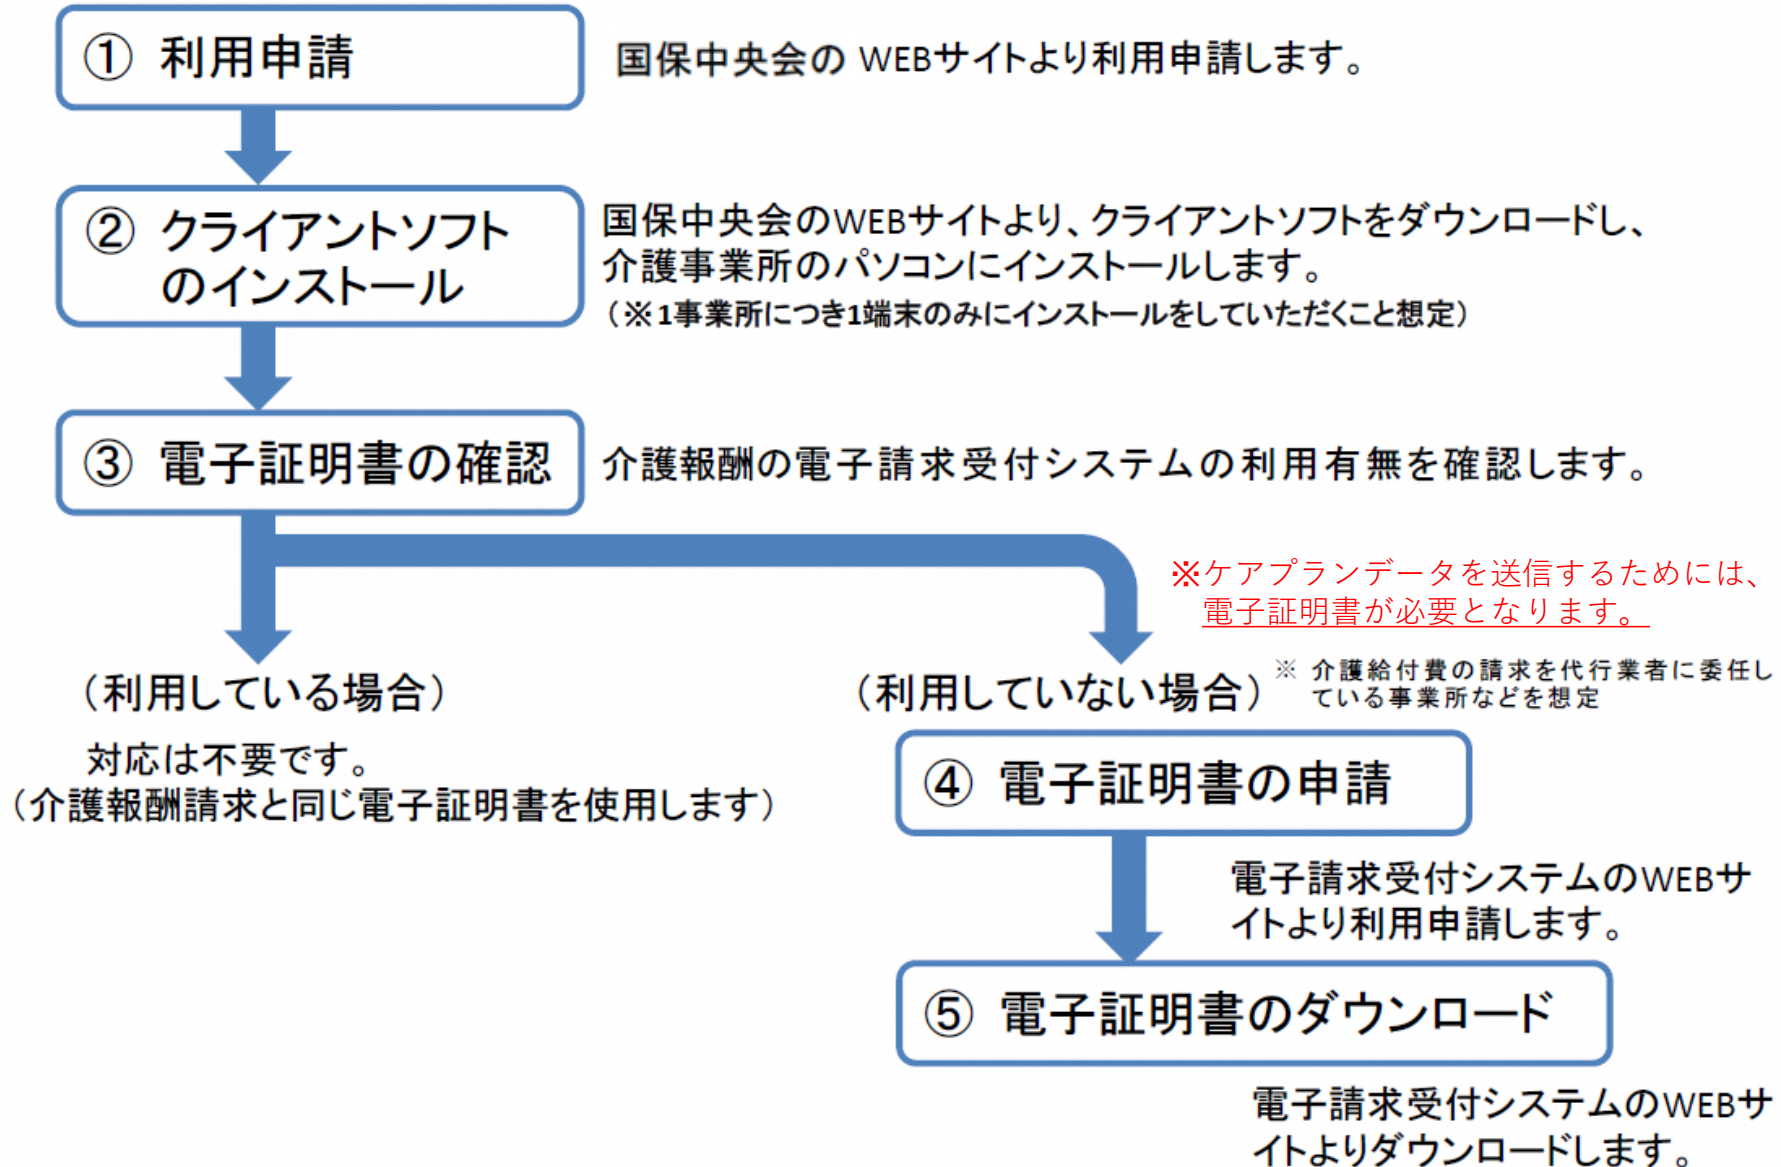 ① 利用申請
国保中央会の WEBサイトより利用申請します。
② クライアントソフト
のインストール
国保中央会のWEBサイトより、クライアントソフトをダウンロードし、
介護事業所のパソコンにインストールします。
（※1事業所につき1端末のみにインストールをしていただくこと想定）
③ 電子証明書の確認
介護報酬の電子請求受付システムの利用有無を確認します。
※ケアプランデータを送信するためには、
電子証明書が必要となります。
（利用している場合）
対応は不要です。
（介護報酬請求と同じ電子証明書を使用します）
（利用していない場合）
※ 介護給付費の請求を代行業者に委任し
ている事業所などを想定
④ 電子証明書の申請
電子請求受付システムのWEBサ
イトより利用申請します。
⑤ 電子証明書のダウンロード
電子請求受付システムのWEBサ
イトよりダウンロードします。